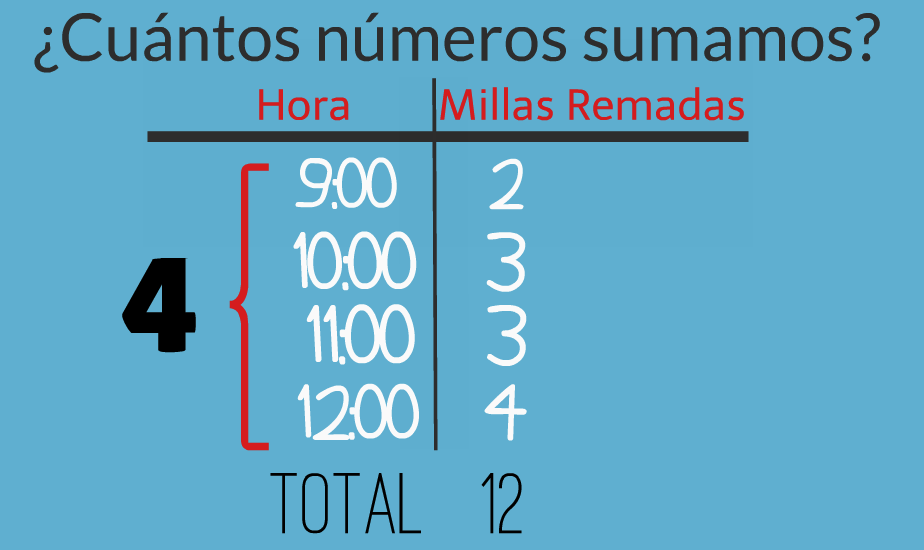 ¿Cuántos números sumamos?
Hora Millas Remadas
9:00 2
10:00 3
11:00 3
12:00 4
4
TOTAL 12